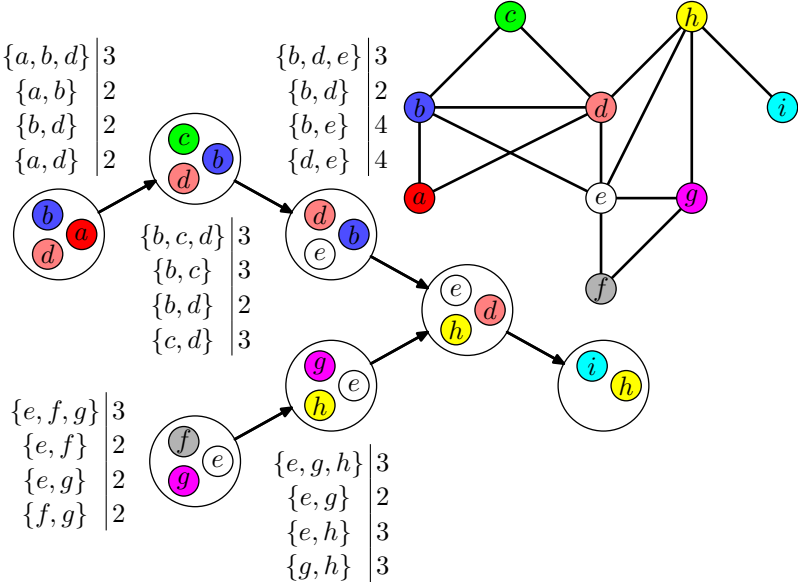 {a, b, d} 3
{a, b} 2
{b, d} 2
{a, d} 2
{b, d, e} 3
{b, d} 2
{b, e} 4
{d, e} 4
c
h
b
d
i
a
e
g
f
c
b
d
b
a
d
d
b
e
{b, c, d} 3
{b, c} 3
{b, d} 2
{c, d} 3
e
d
h
g
e
h
i
h
{e, f, g} 3
{e, f} 2
{e, g} 2
{f, g} 2
f
e
g
{e, g, h} 3
{e, g} 2
{e, h} 3
{g, h} 3